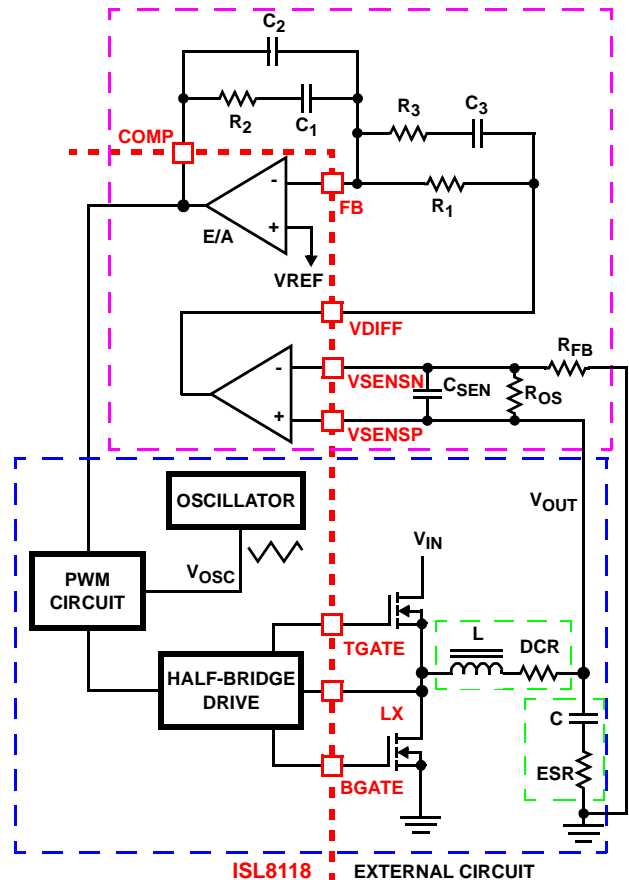 C2
R2
C1
R3
C3
COMP
-
+
E/A
FB
R1
VREF
VDIFF
VSENSN
-
+
VSENSP
CSEN
ROS
RFB
OSCILLATOR
VOSC
PWM
CIRCUIT
VIN
VOUT
TGATE
L
DCR
HALF-BRIDGE
DRIVE
LX
C
ESR
BGATE
ISL8118
EXTERNAL CIRCUIT